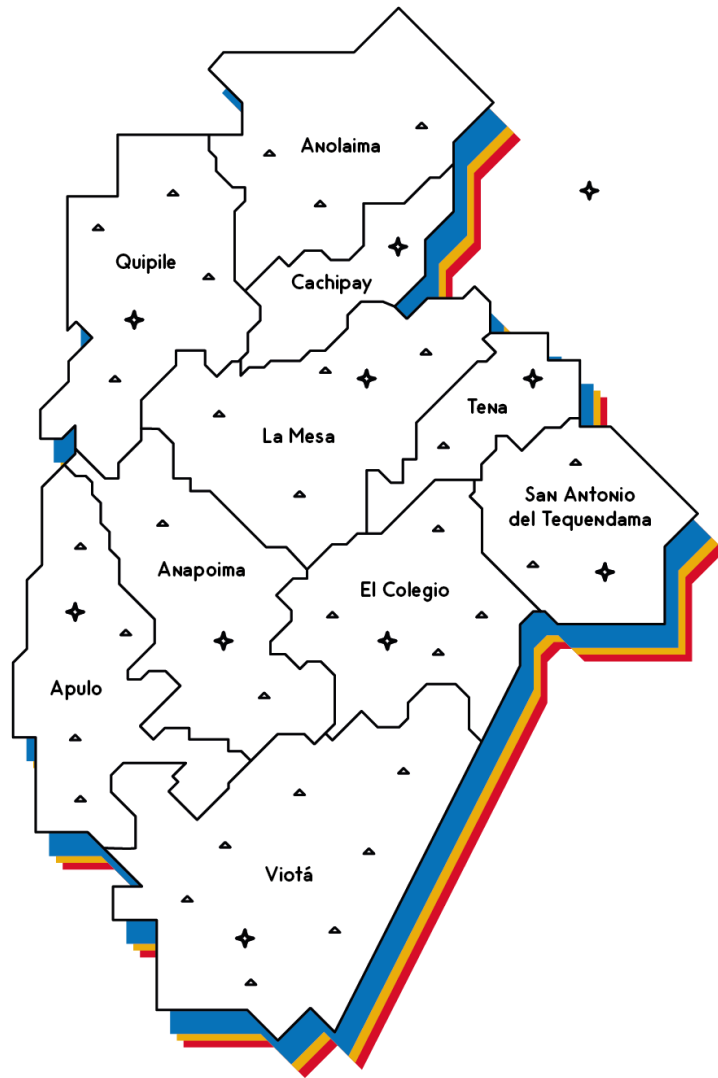 Anolaima
Quipile
Cachipay
Tena
La Mesa
San Antonio
del Tequendama
Anapoima
El Colegio
Apulo
Viotá